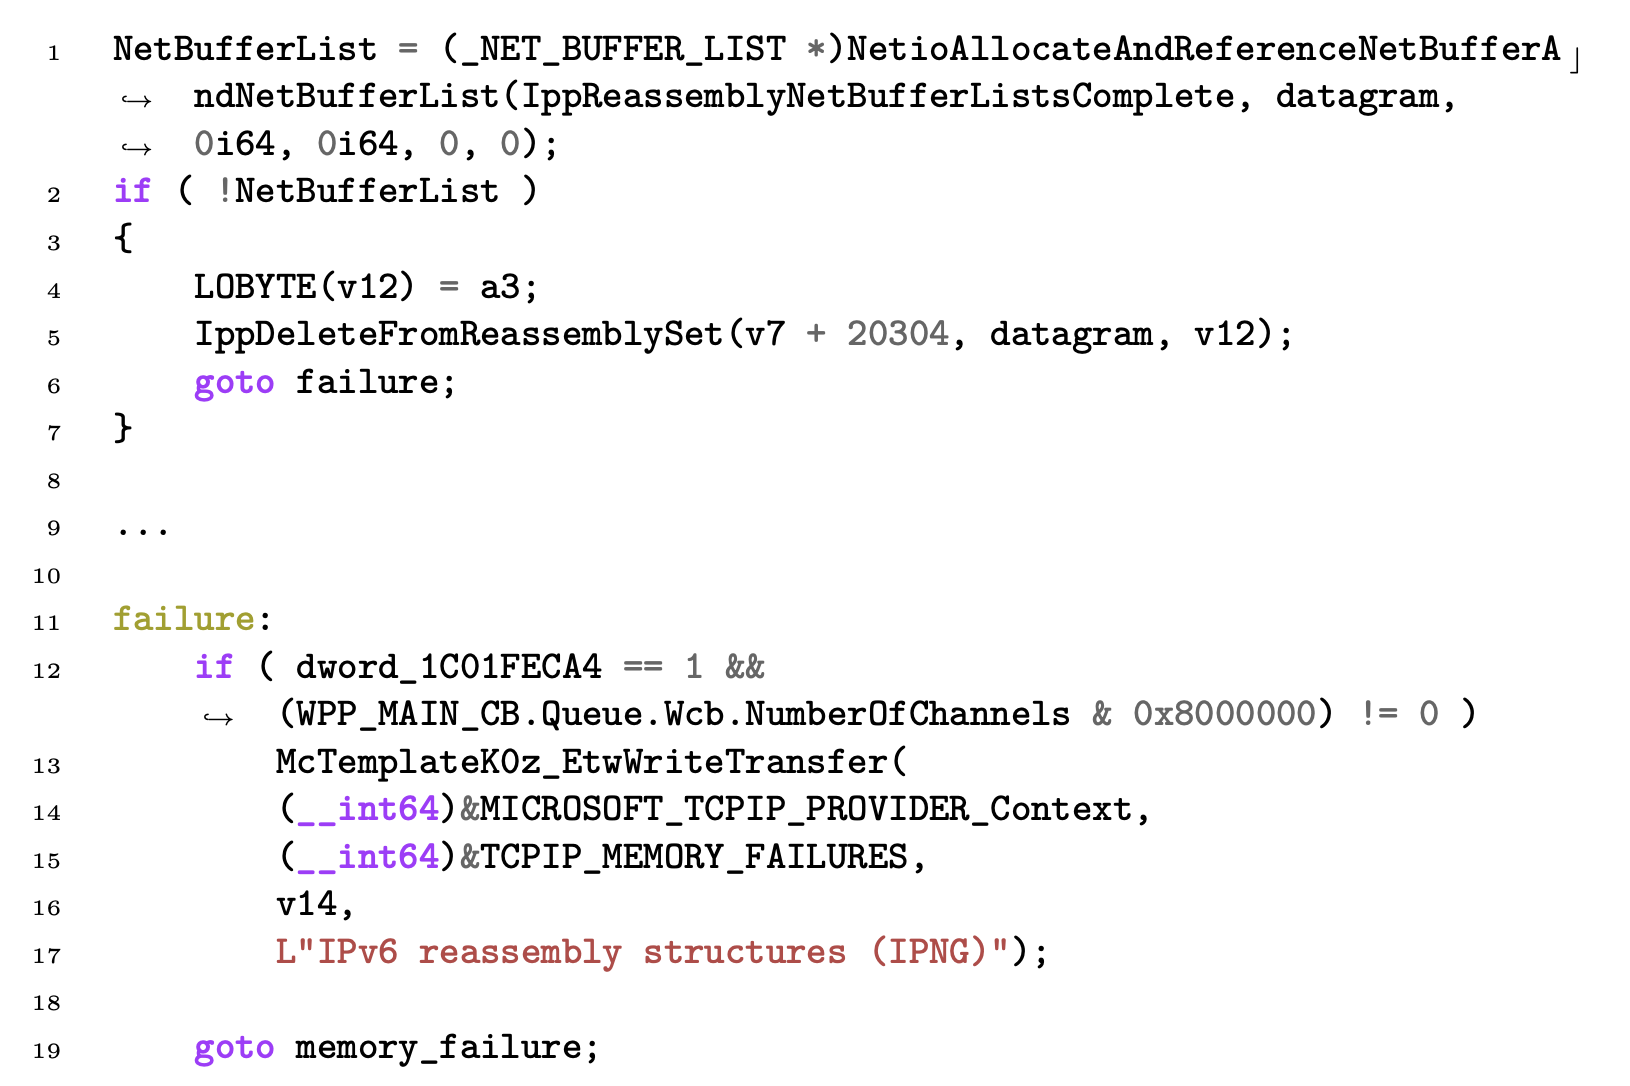 1 NetBufferList = (_NET_BUFFER_LIST *)NetioAllocateAndReferenceNetBufferA⌋
↪ ndNetBufferList(IppReassemblyNetBufferListsComplete, datagram,
↪ 0i64, 0i64, 0, 0);
2 if ( !NetBufferList )
3 {
4 LOBYTE(v12) = a3;
5 IppDeleteFromReassemblySet(v7 + 20304, datagram, v12);
6 goto failure;
7 }
8
9 ...
10
11 failure:
12 if ( dword_1C01FECA4 == 1 &&
↪ (WPP_MAIN_CB.Queue.Wcb.NumberOfChannels & 0x8000000) != 0 )
13 McTemplateK0z_EtwWriteTransfer(
14 (__int64)&MICROSOFT_TCPIP_PROVIDER_Context,
15 (__int64)&TCPIP_MEMORY_FAILURES,
16 v14,
17 L"IPv6 reassembly structures (IPNG)");
18
19 goto memory_failure;